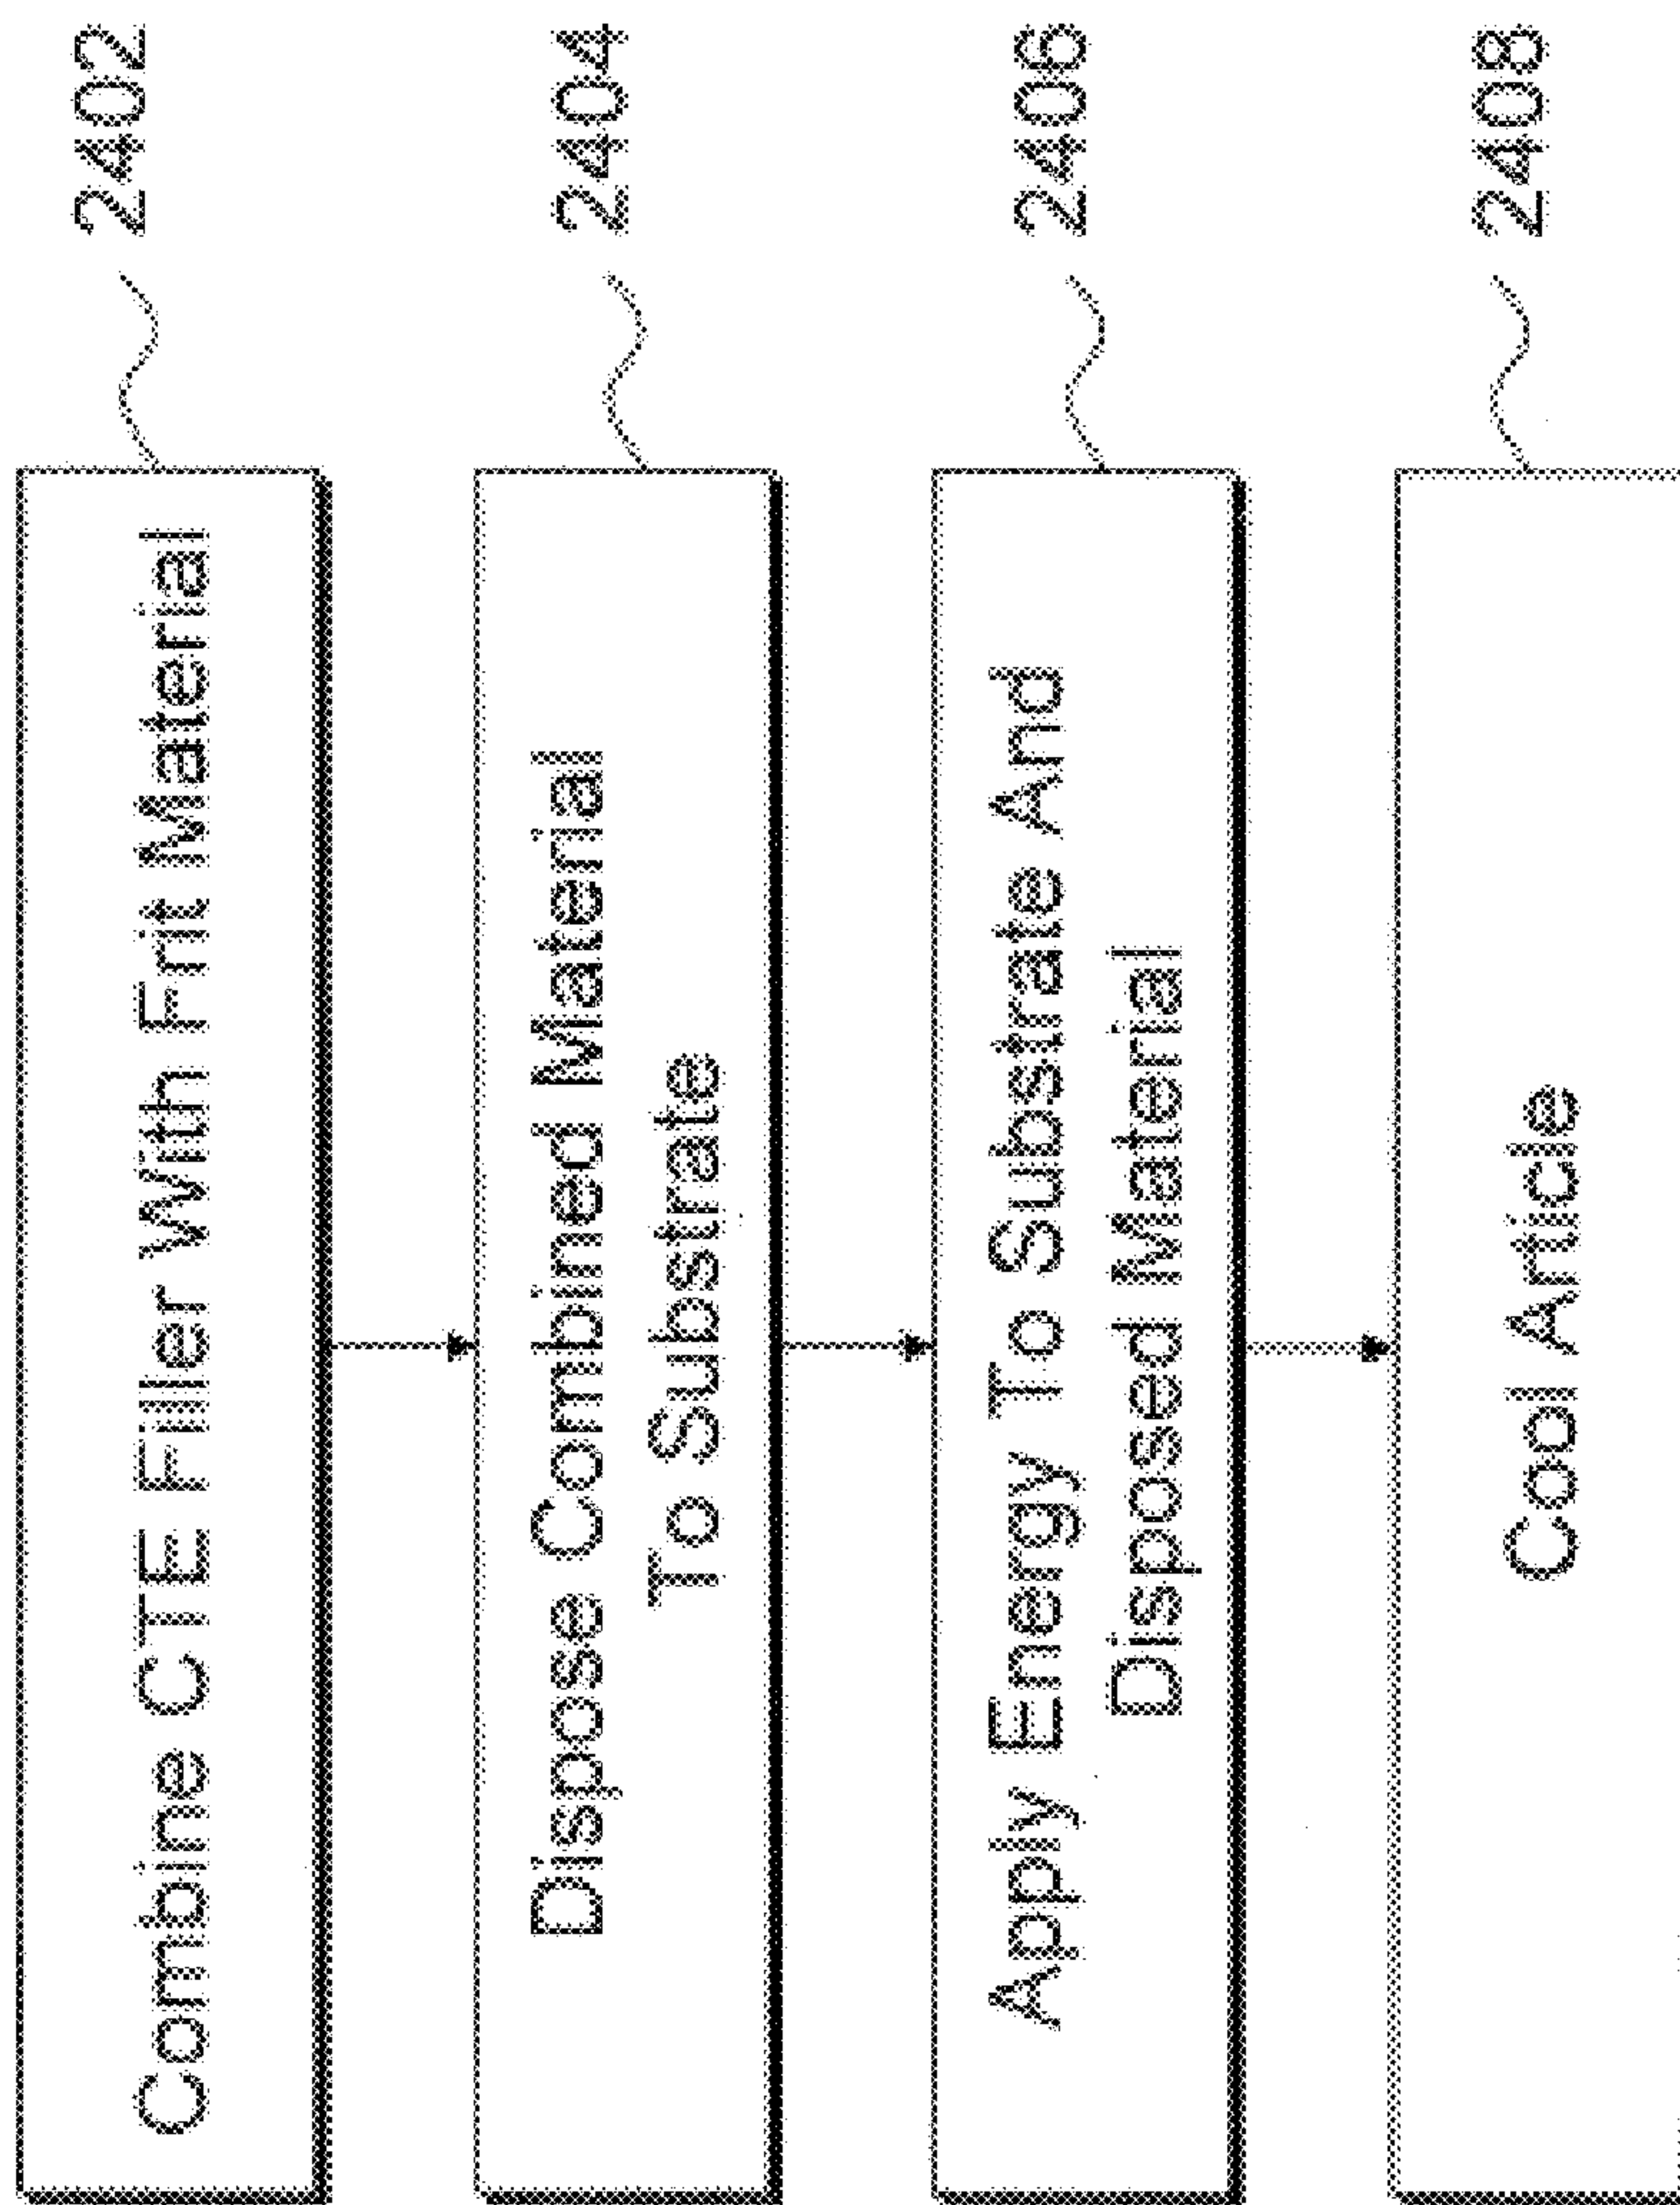 Combine CTE Filler With Frit Material
2402
Dispose Combined Material
To Substrate
2404
Apply Energy To Substrate And
Disposed Material
2406
Cool Article
2408